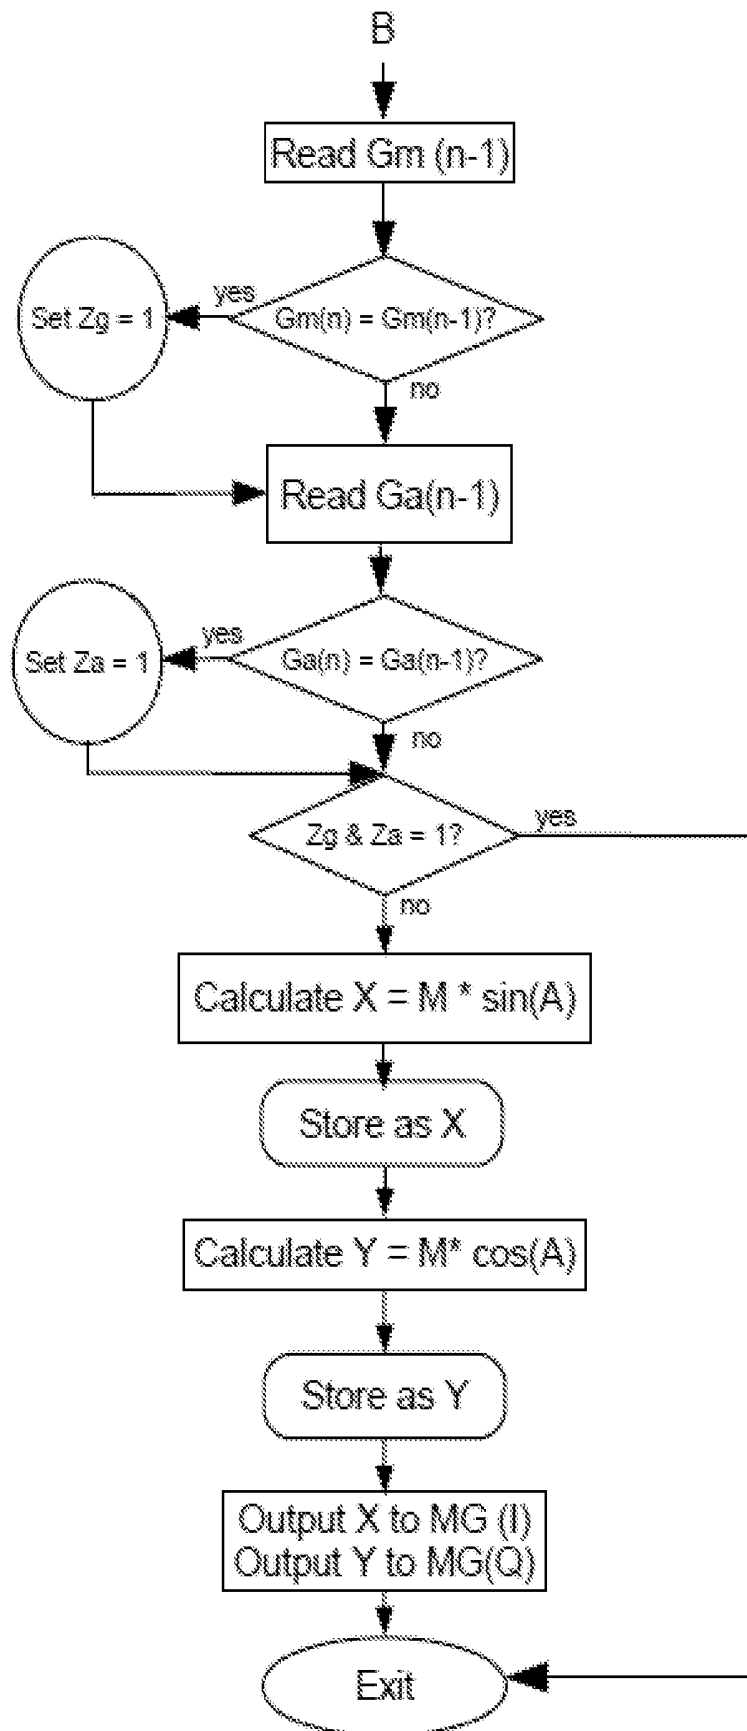 B
Read Gm (n-1)
yes
Set Zg = 1
Gm(n) = Gm(n-1)?
no
Read Ga(n-1)
yes
Set Za = 1
Ga(n) = Ga(n-1)?
no
Zg & Za = 1?
yes
no
Calculate X = M * sin(A)
Store as X
Calculate Y = M* cos(A)
Store as Y
Output X to MG (I)
Output Y to MG(Q)
Exit